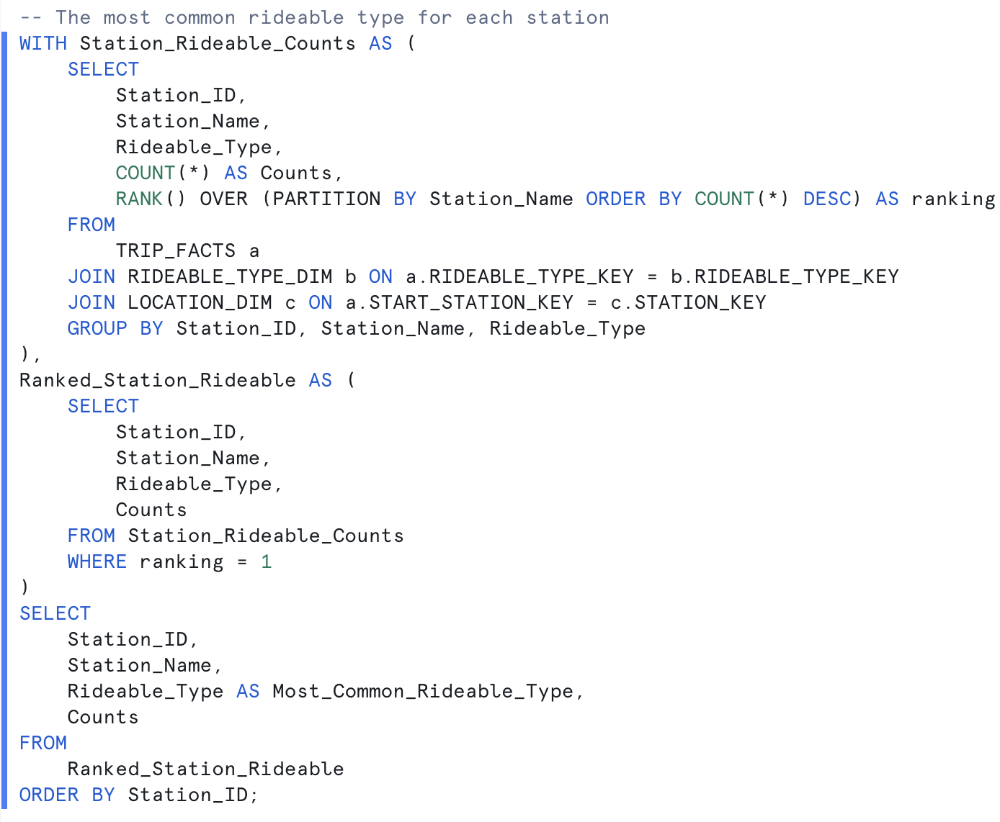 -- The most common rideable type for each station
WITH Station_Rideable_Counts AS (
    SELECT
        Station_ID,
        Station_Name,
        Rideable_Type,
        COUNT(*) AS Counts,
        RANK() OVER (PARTITION BY Station_Name ORDER BY COUNT(*) DESC) AS ranking
    FROM
        TRIP_FACTS a
    JOIN RIDEABLE_TYPE_DIM b ON a.RIDEABLE_TYPE_KEY = b.RIDEABLE_TYPE_KEY
    JOIN LOCATION_DIM c ON a.START_STATION_KEY = c.STATION_KEY
    GROUP BY Station_ID, Station_Name, Rideable_Type
),
Ranked_Station_Rideable AS (
    SELECT
        Station_ID,
        Station_Name,
        Rideable_Type,
        Counts
    FROM Station_Rideable_Counts
    WHERE ranking = 1
)
SELECT
    Station_ID,
    Station_Name,
    Rideable_Type AS Most_Common_Rideable_Type,
    Counts
FROM
    Ranked_Station_Rideable
ORDER BY Station_ID;